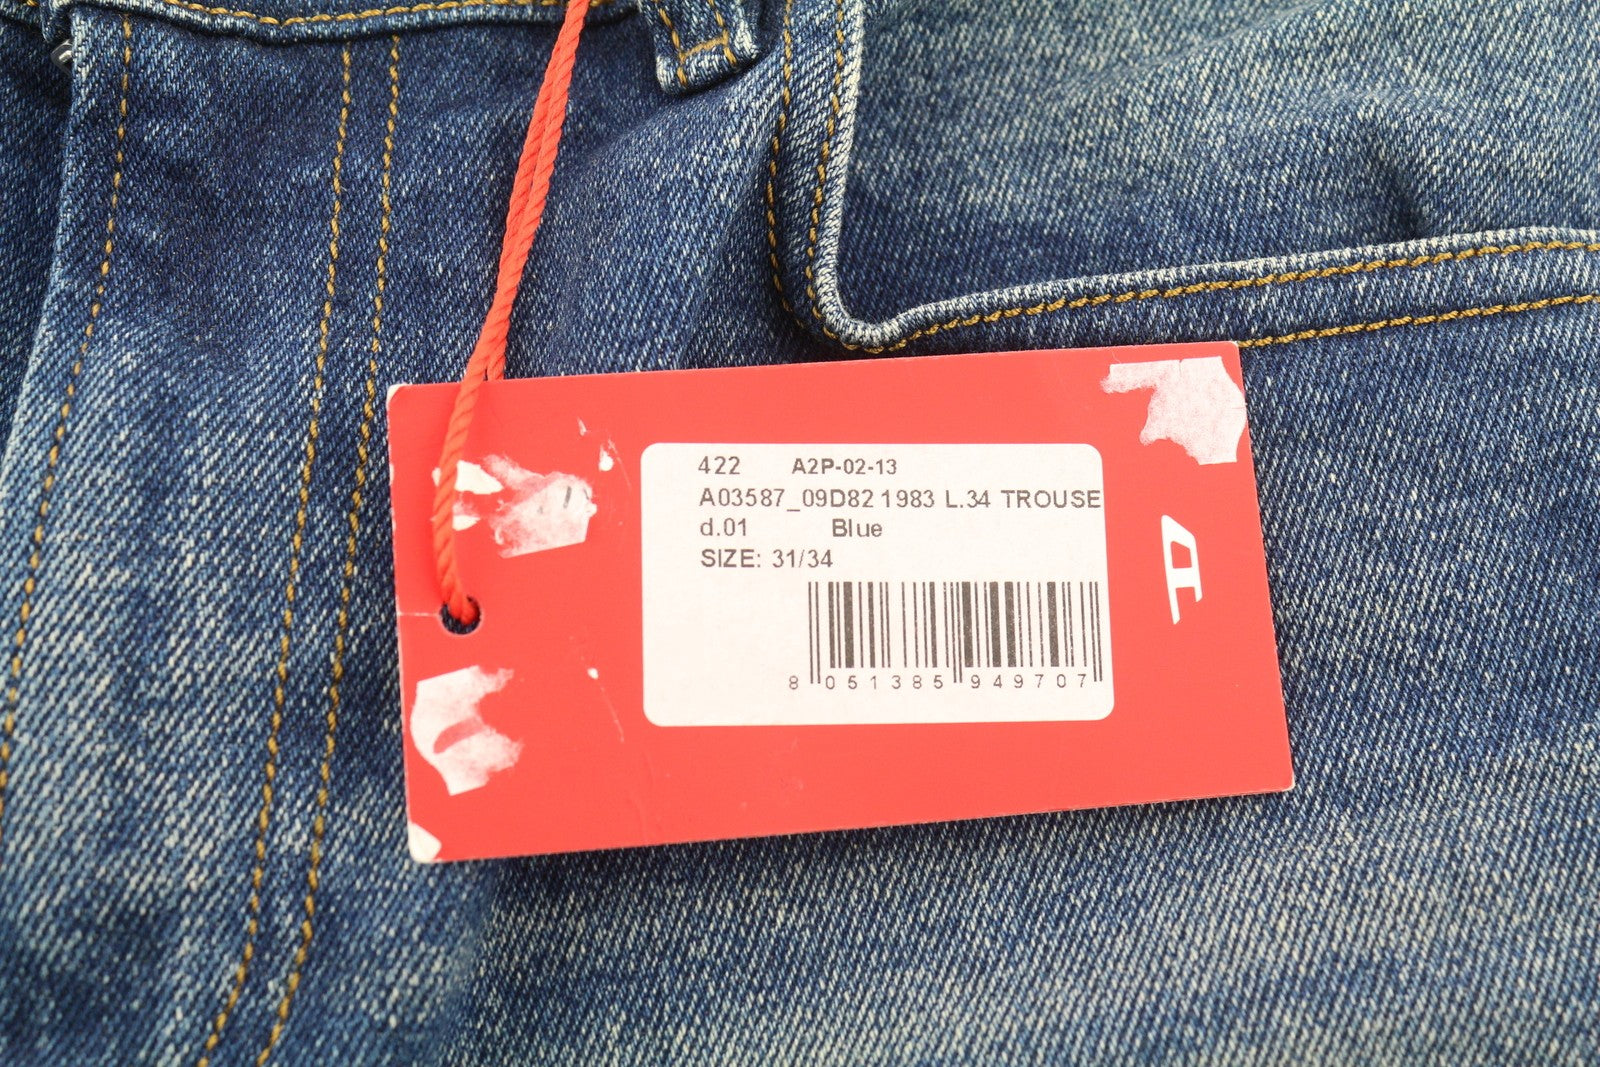 422 A2P-02-13
A03587_09D82 1983 L.34 TROUSE
d.01 Blue
SIZE: 31/34
8 051385 949707
D